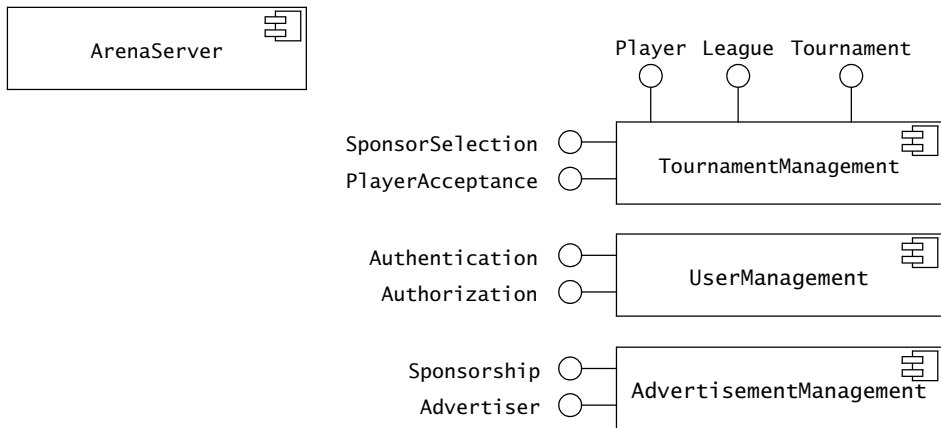 ArenaServer
Player League Tournament
SponsorSelection
TournamentManagement
PlayerAcceptance
Authentication
UserManagement
Authorization
Sponsorship
AdvertisementManagement
Advertiser